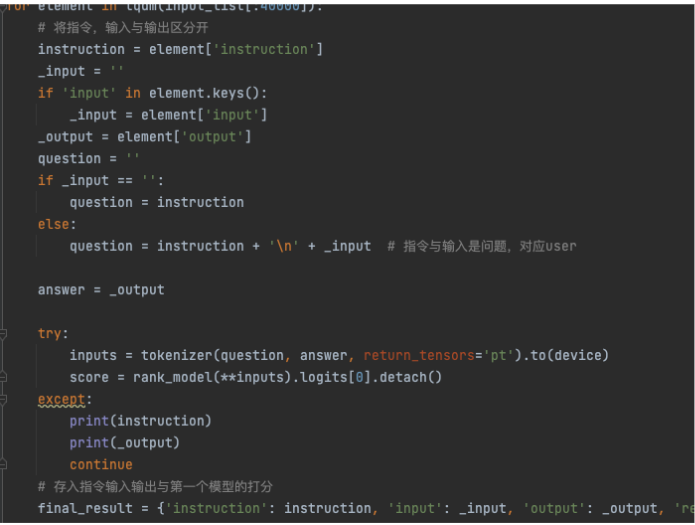 for element in tqdm(input_list[:40000]):
    # 将指令，输入与输出区分开
    instruction = element['instruction']
    _input = ''
    if 'input' in element.keys():
        _input = element['input']
    _output = element['output']
    question = ''
    if _input == '':
        question = instruction
    else:
        question = instruction + '\n' + _input  # 指令与输入是问题，对应user
    answer = _output
    try:
        inputs = tokenizer(question, answer, return_tensors='pt').to(device)
        score = rank_model(**inputs).logits[0].detach()
    except:
        print(instruction)
        print(_output)
        continue
    # 存入指令输入输出与第一个模型的打分
    final_result = {'instruction': instruction, 'input': _input, 'output': _output, 're